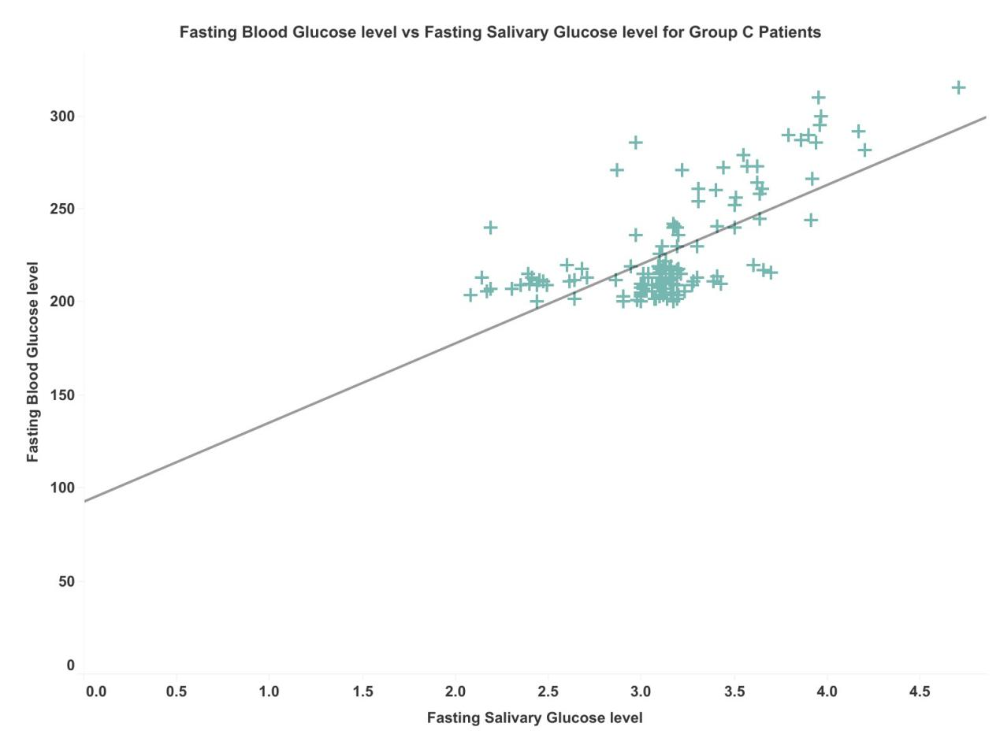 Fasting Blood Glucose level vs Fasting Salivary Glucose level for Group C Patients
Fasting Blood Glucose level
300
250
200
150
100
50
0
0.0 0.5 1.0 1.5 2.0 2.5 3.0 3.5 4.0 4.5
Fasting Salivary Glucose level